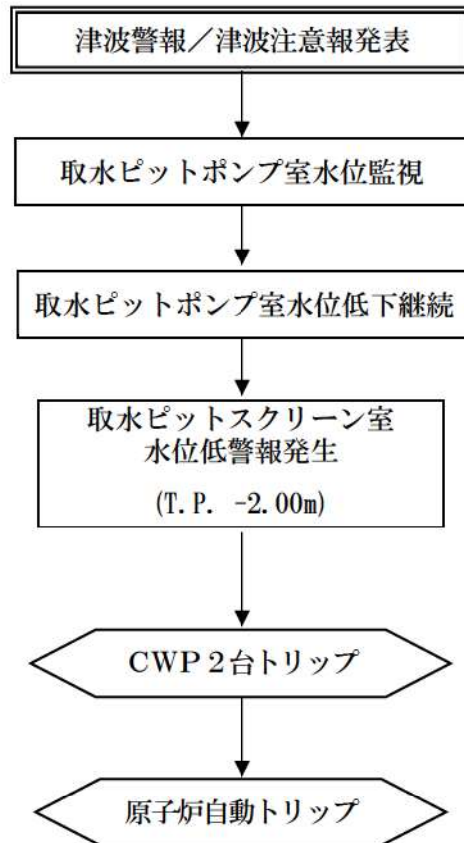 津波警報／津波注意報発表
取水ピットポンプ室水位監視
取水ピットポンプ室水位低下継続
取水ピットスクリーン室
水位低警報発生
(T.P. -2.00m)
CWP２台トリップ
原子炉自動トリップ